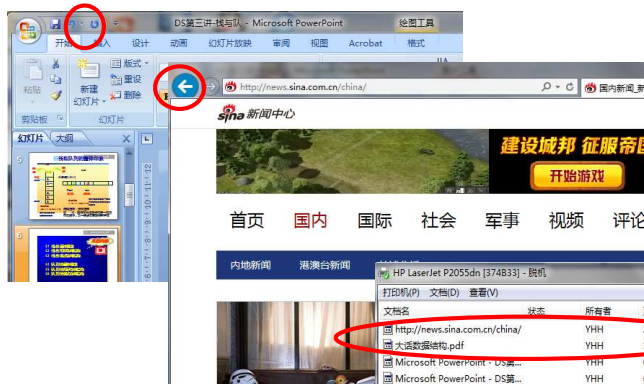 DS第三讲-栈与队 - Microsoft PowerPoint
绘图工具
开始 插入 设计 动画 幻灯片放映 审阅 视图 Acrobat 格式
粘贴
新建
幻灯片
版式
重设
删除
剪贴板
幻灯片
幻灯片 大纲
5
6
http://news.sina.com.cn/china/
国内新闻_新
sina 新闻中心
建设城邦 征服帝国
开始游戏
首页 国内 国际 社会 军事 视频 评论
内地新闻 港澳台新闻
HP LaserJet P2055dn [374B33] - 脱机
打印机(P) 文档(D) 查看(V)
文档名 状态 所有者
http://news.sina.com.cn/china/ YHH
大话数据结构.pdf YHH
Microsoft PowerPoint - DS第... YHH
Microsoft PowerPoint - DS第... YHH